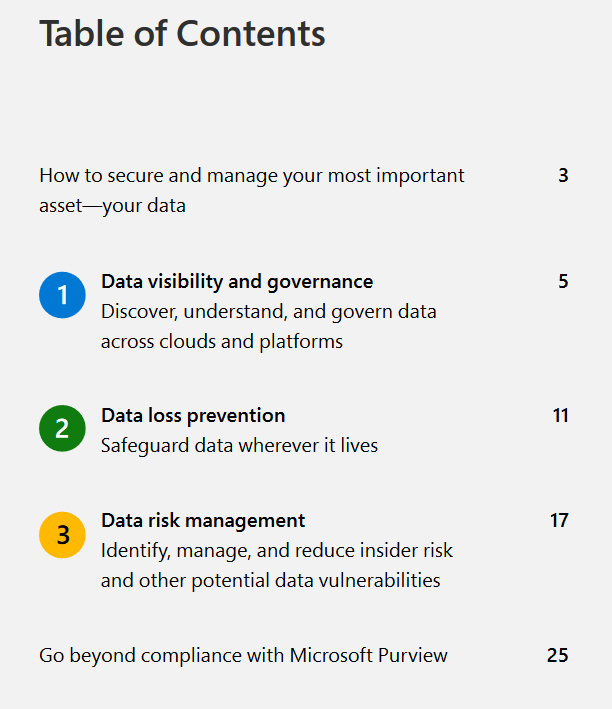 Table of Contents
How to secure and manage your most important 3
asset—your data
1 Data visibility and governance 5
Discover, understand, and govern data
across clouds and platforms
2 Data loss prevention 11
Safeguard data wherever it lives
3 Data risk management 17
Identify, manage, and reduce insider risk
and other potential data vulnerabilities
Go beyond compliance with Microsoft Purview 25